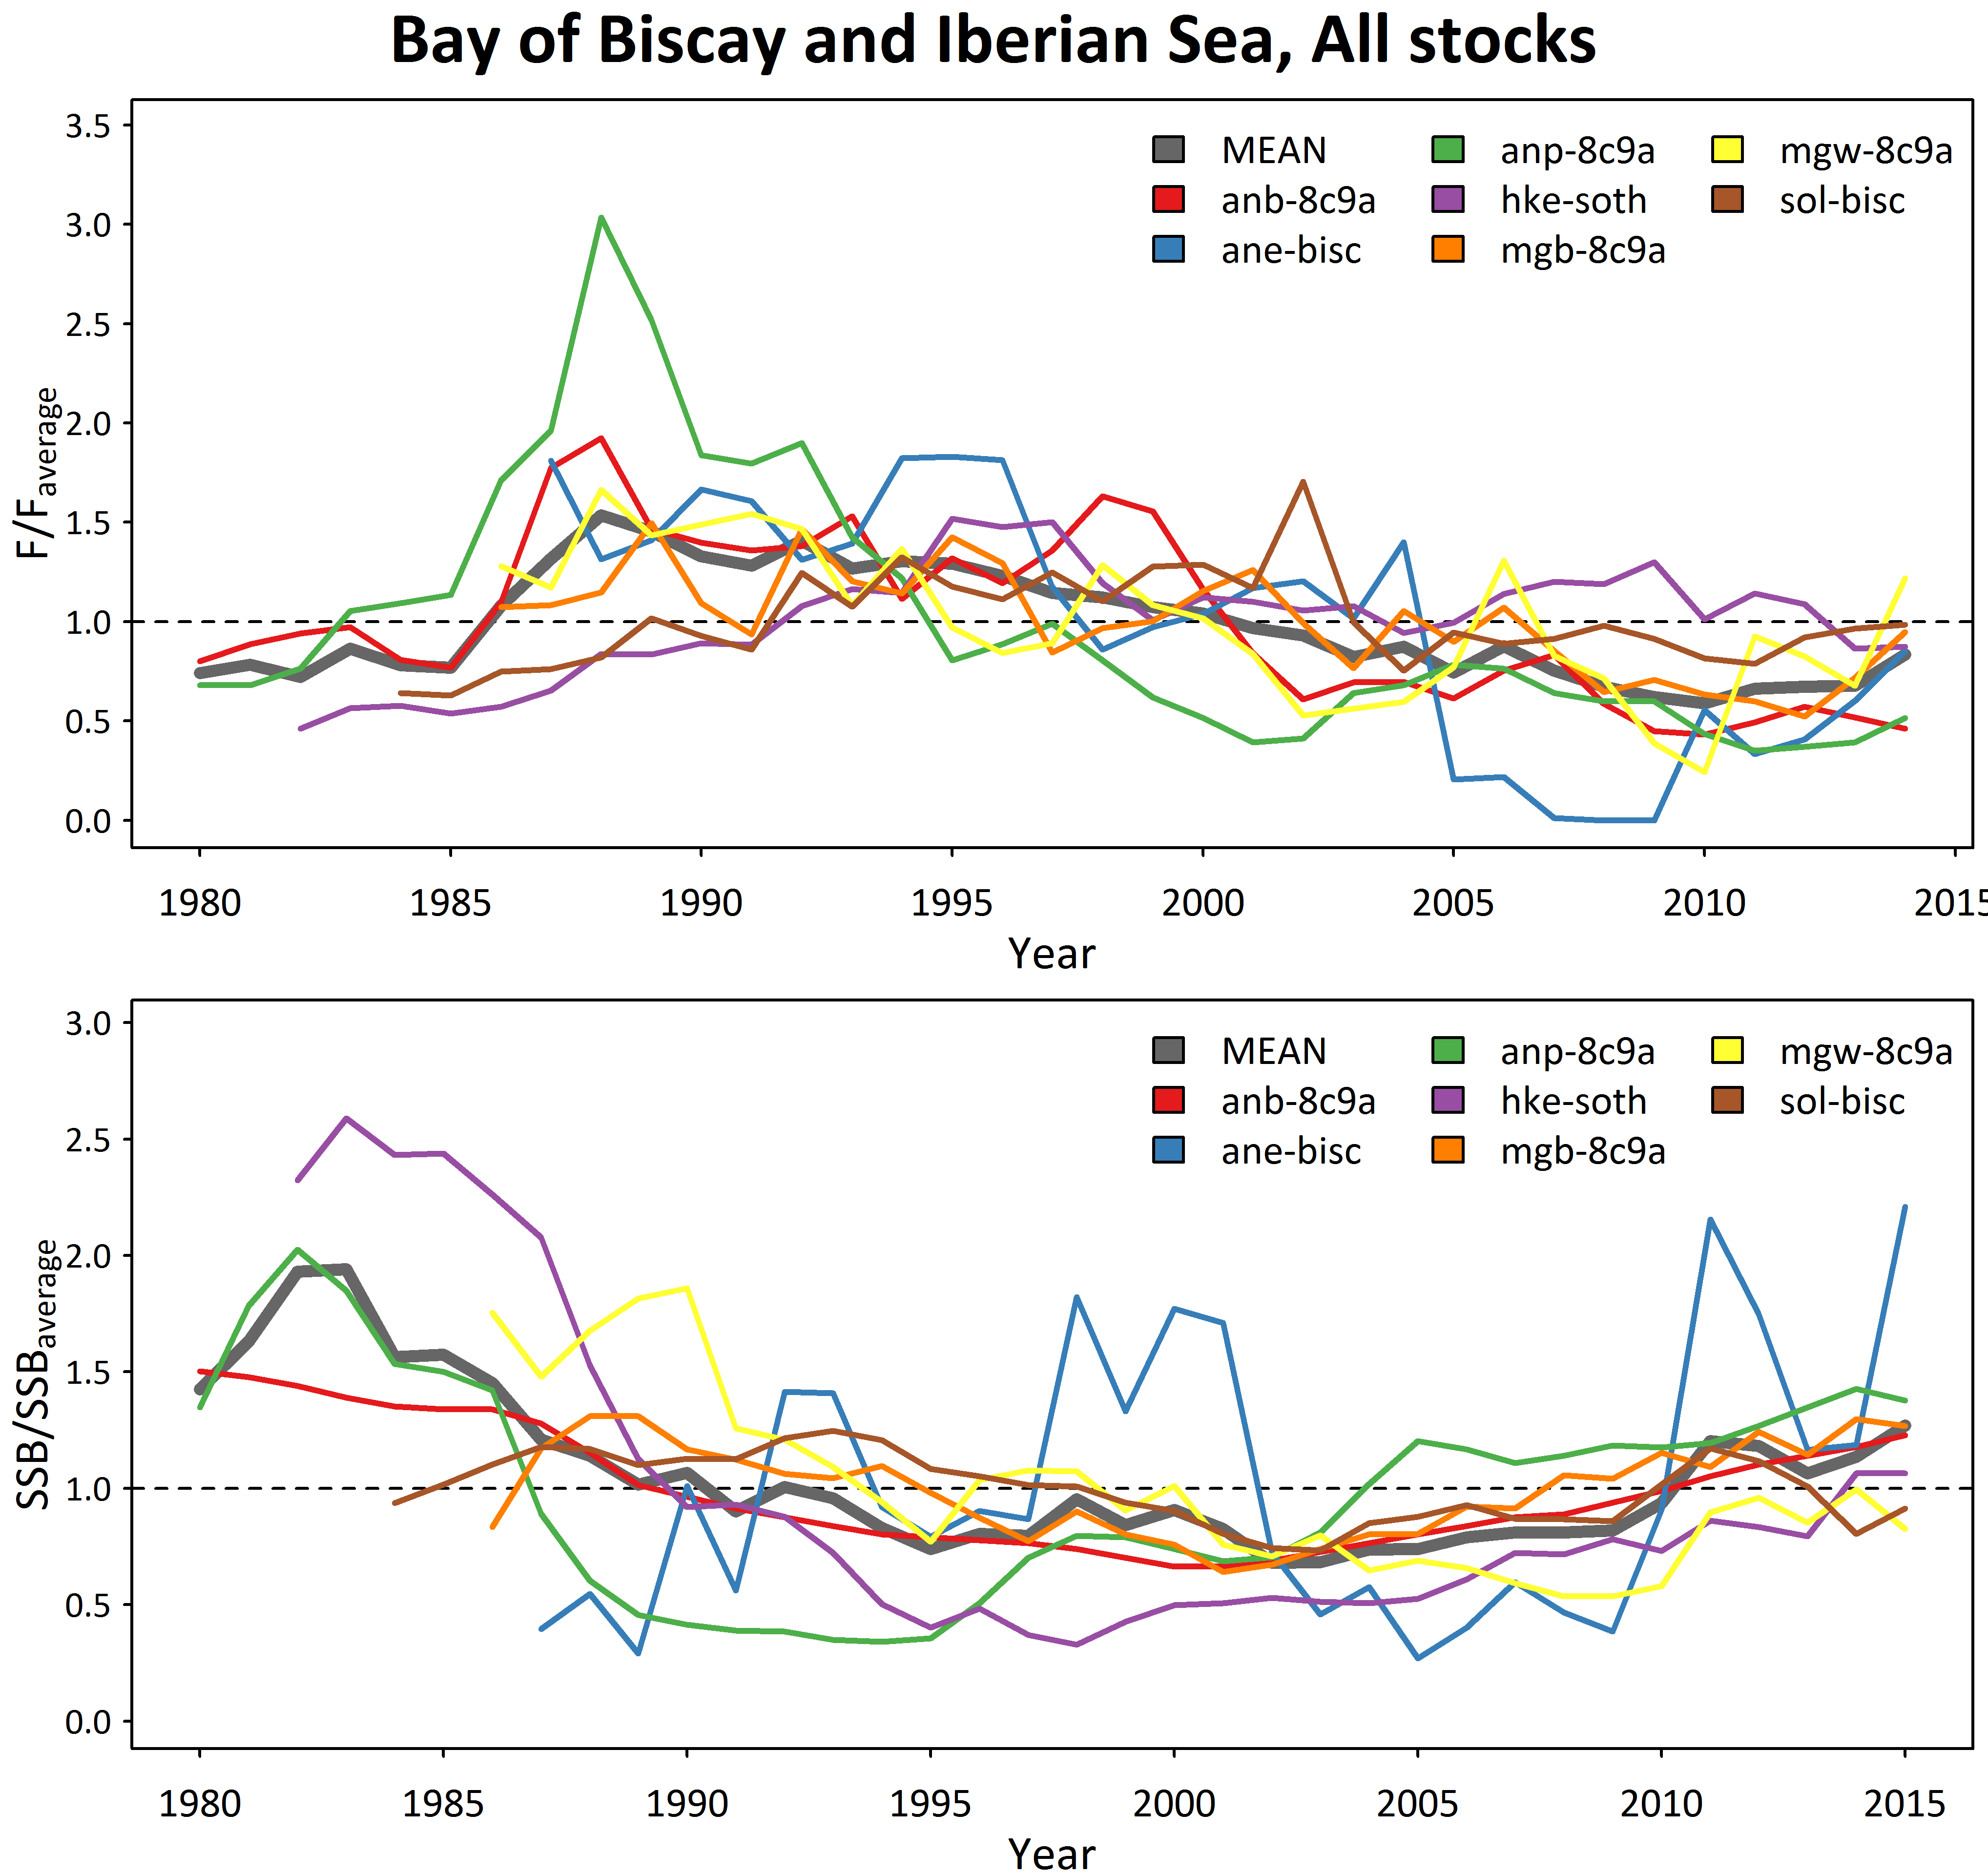 Bay of Biscay and Iberian Sea, All stocks
3.5
3.0
2.5
2.0
1.5
1.0
0.5
0.0
F/Faverage
MEAN anp-8c9a mgw-8c9a
anb-8c9a hke-soth sol-bisc
ane-bisc mgb-8c9a
1980 1985 1990 1995 2000 2005 2010 2015
Year
3.0
2.5
2.0
1.5
1.0
0.5
0.0
SSB/SSBaverage
MEAN anp-8c9a mgw-8c9a
anb-8c9a hke-soth sol-bisc
ane-bisc mgb-8c9a
1980 1985 1990 1995 2000 2005 2010 2015
Year